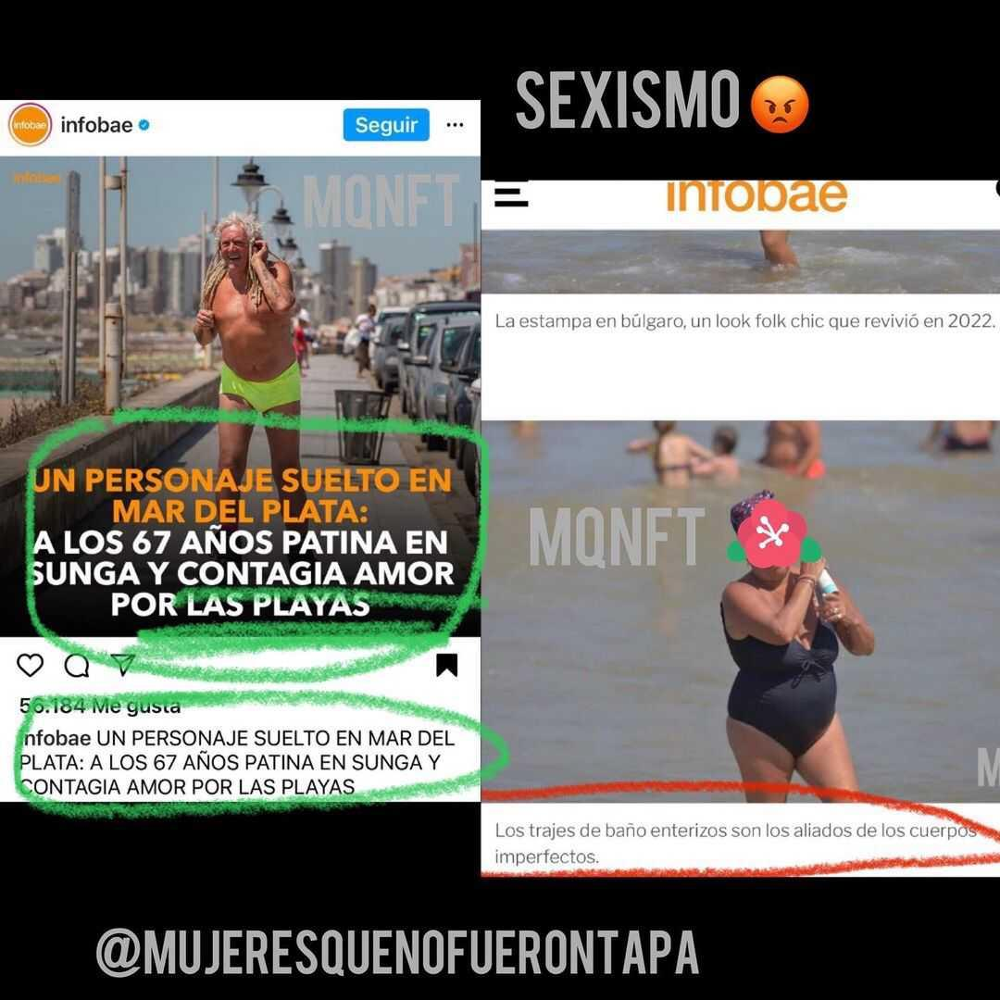 SEXISMO
infobae
infobae
Seguir
infobae
MQNFT
UN PERSONAJE SUELTO EN
MAR DEL PLATA:
A LOS 67 AÑOS PATINA EN
SUNGA Y CONTAGIA AMOR
POR LAS PLAYAS
56.184 Me gusta
nfobae UN PERSONAJE SUELTO EN MAR DEL
PLATA: A LOS 67 AÑOS PATINA EN SUNGA Y
CONTAGIA AMOR POR LAS PLAYAS
infobae
La estampa en búlgaro, un look folk chic que revivió en 2022.
MQNFT
M
Los trajes de baño enterizos son los aliados de los cuerpos
imperfectos.
@MUJERESQUENOFUERONTAPA